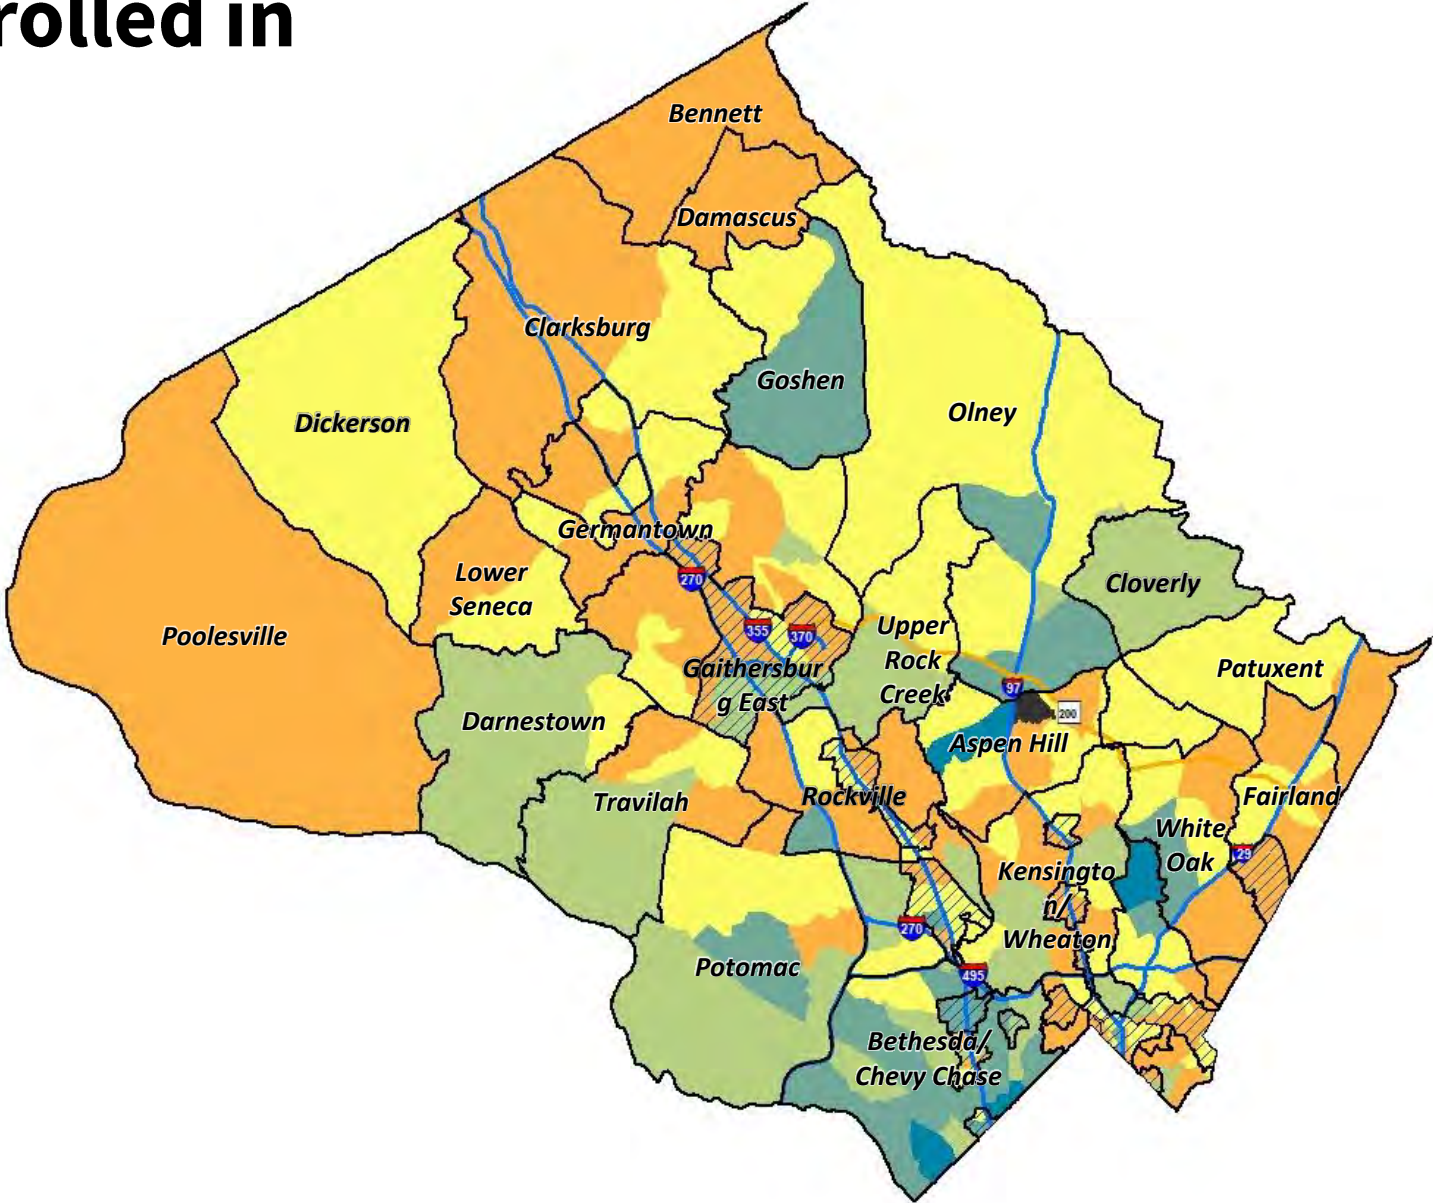 rolled in
Bennett
Damascus
Clarksburg
Goshen
Olney
Dickerson
Germantown
Lower
Seneca
270
Cloverly
Poolesville
355
370
Upper
Rock
Creek
Gaithersbur
g East
Patuxent
97
200
Darnestown
Aspen Hill
Travilah
Rockville
Fairland
White
Oak
29
Kensingto
n/
Wheaton
270
Potomac
495
Bethesda/
Chevy Chase